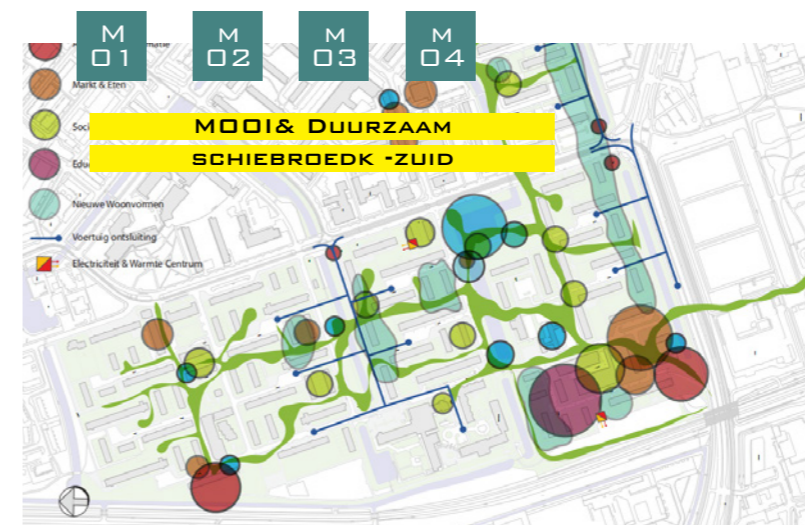 M
01
M
02
M
03
M
04
Markt & Eten
MOOI& DUURZAAM
SCHIEBROEDK -ZUID
Nieuwe Woonvormen
Voertuig ontsluiting
Electriciteit & Warmte Centrum